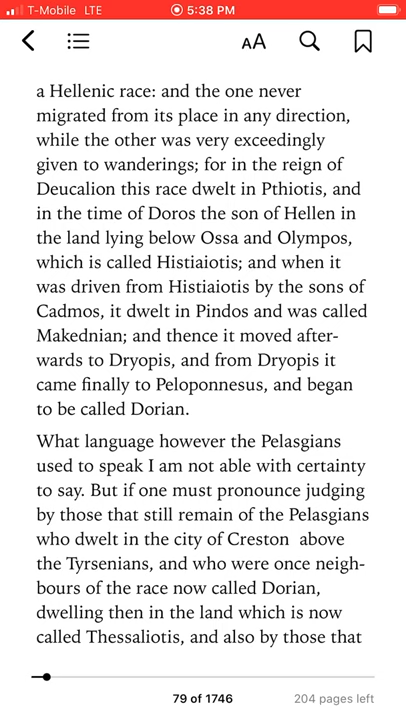 T-Mobile LTE 5:38 PM
AA
a Hellenic race: and the one never
migrated from its place in any direction,
while the other was very exceedingly
given to wanderings; for in the reign of
Deucalion this race dwelt in Pthiotis, and
in the time of Doros the son of Hellen in
the land lying below Ossa and Olympos,
which is called Histiaiotis; and when it
was driven from Histiaiotis by the sons of
Cadmos, it dwelt in Pindos and was called
Makednian; and thence it moved after-
wards to Dryopis, and from Dryopis it
came finally to Peloponnesus, and began
to be called Dorian.
What language however the Pelasgians
used to speak I am not able with certainty
to say. But if one must pronounce judging
by those that still remain of the Pelasgians
who dwelt in the city of Creston above
the Tyrsenians, and who were once neigh-
bours of the race now called Dorian,
dwelling then in the land which is now
called Thessaliotis, and also by those that
79 of 1746 204 pages left